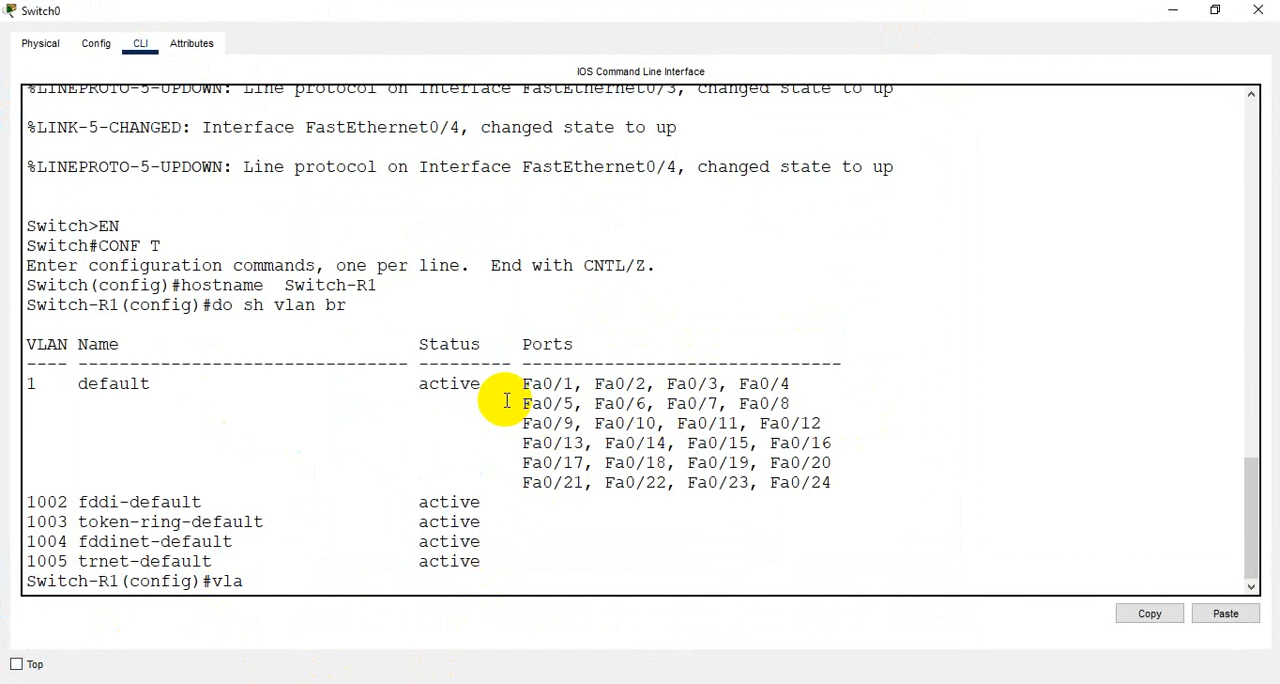 Switch0
Physical Config CLI Attributes
IOS Command Line Interface
%LINEPROTO-5-UPDOWN: Line protocol on Interface FastEthernet0/3, changed state to up
%LINK-5-CHANGED: Interface FastEthernet0/4, changed state to up
%LINEPROTO-5-UPDOWN: Line protocol on Interface FastEthernet0/4, changed state to up
Switch>EN
Switch#CONF T
Enter configuration commands, one per line.  End with CNTL/Z.
Switch(config)#hostname  Switch-R1
Switch-R1(config)#do sh vlan br
VLAN Name                             Status    Ports
---- -------------------------------- --------- -------------------------------
1    default                          active    Fa0/1, Fa0/2, Fa0/3, Fa0/4
                                                Fa0/5, Fa0/6, Fa0/7, Fa0/8
                                                Fa0/9, Fa0/10, Fa0/11, Fa0/12
                                                Fa0/13, Fa0/14, Fa0/15, Fa0/16
                                                Fa0/17, Fa0/18, Fa0/19, Fa0/20
                                                Fa0/21, Fa0/22, Fa0/23, Fa0/24
1002 fddi-default                     active
1003 token-ring-default               active
1004 fddinet-default                  active
1005 trnet-default                    active
Switch-R1(config)#vla
Copy Paste
Top